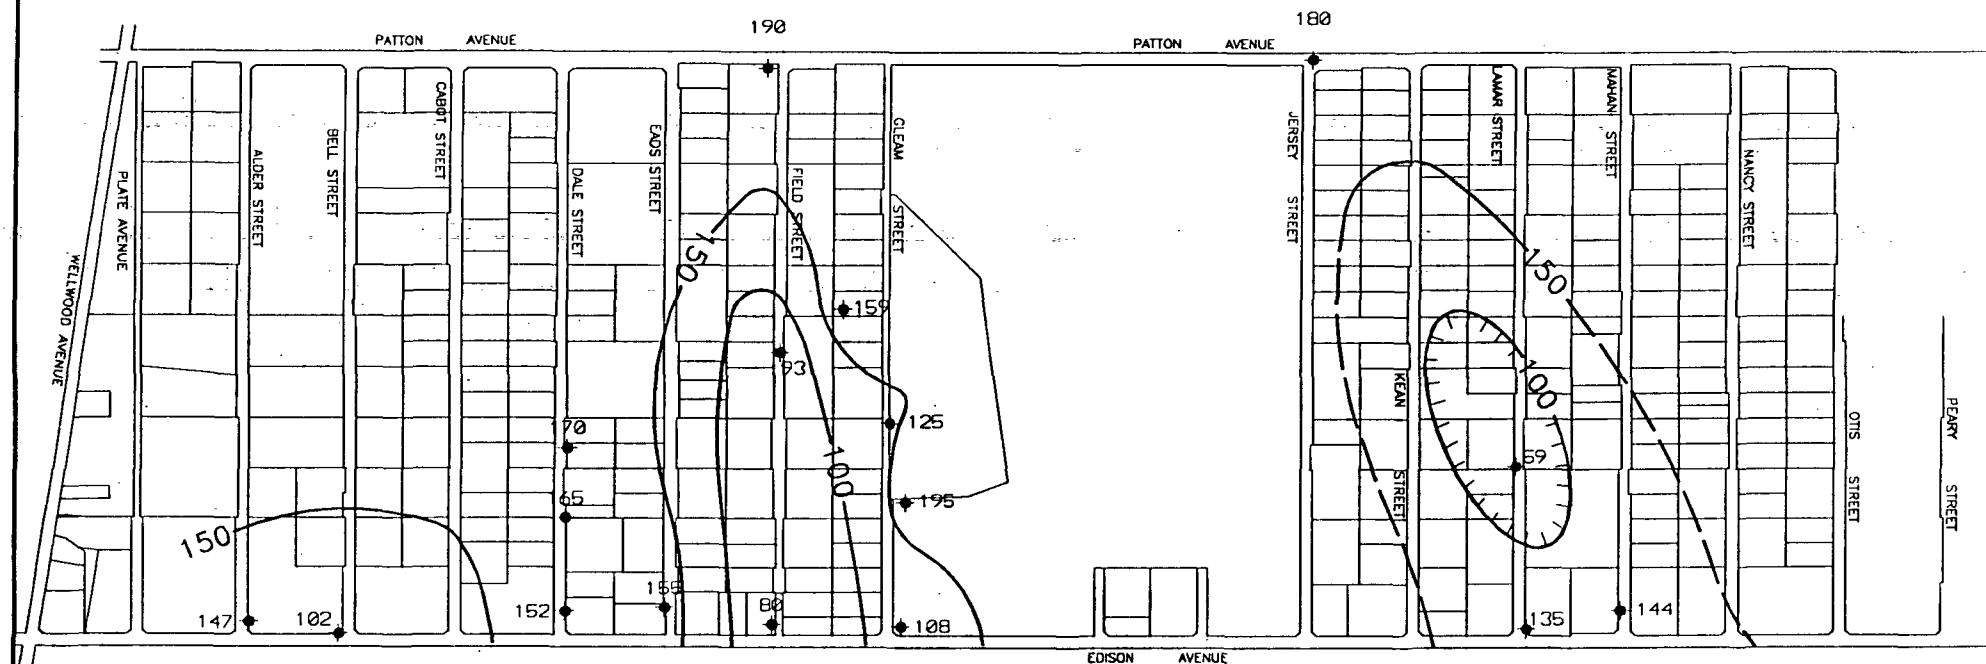 190
180
PATTON AVENUE
PATTON AVENUE
WELLWOOD AVENUE
PLATE AVENUE
ALDER STREET
BELL STREET
CABOT STREET
DALE STREET
EADS STREET
FIELD STREET
GLEAM STREET
JERSEY STREET
KEAN STREET
LAMAR STREET
MAHAN STREET
NANCY STREET
OTIS STREET
PEARY STREET
150
150
150
159
93
100
100
125
70
65
195
59
147
102
152
155
80
108
135
144
EDISON AVENUE